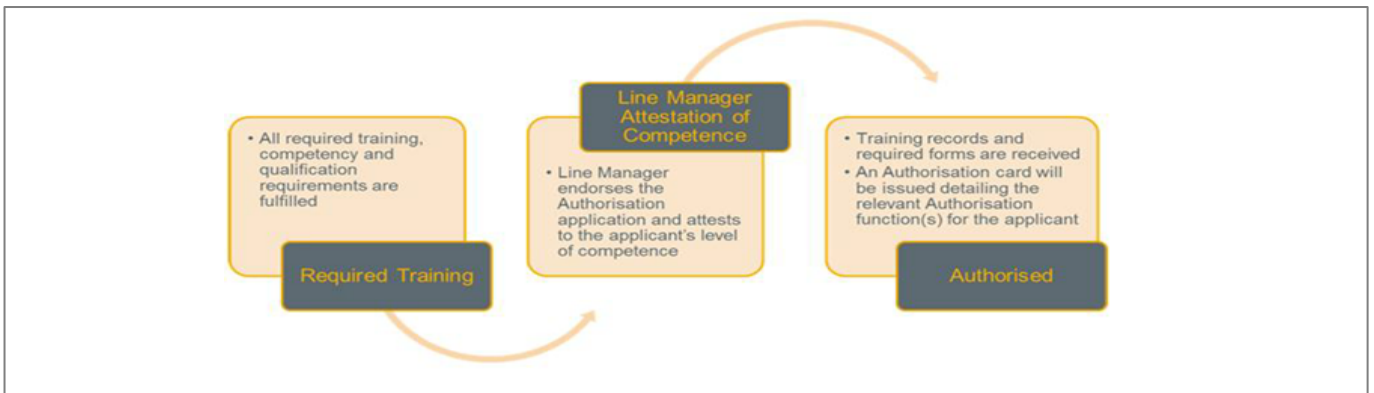 • All required training,
competency and
qualification
requirements are
fulfilled
Required Training
Line Manager
Attestation of
Competence
• Line Manager
endorses the
Authorisation
application and attests
to the applicant's level
of competence
• Training records and
required forms are received
• An Authorisation card will
be issued detailing the
relevant Authorisation
function(s) for the applicant
Authorised